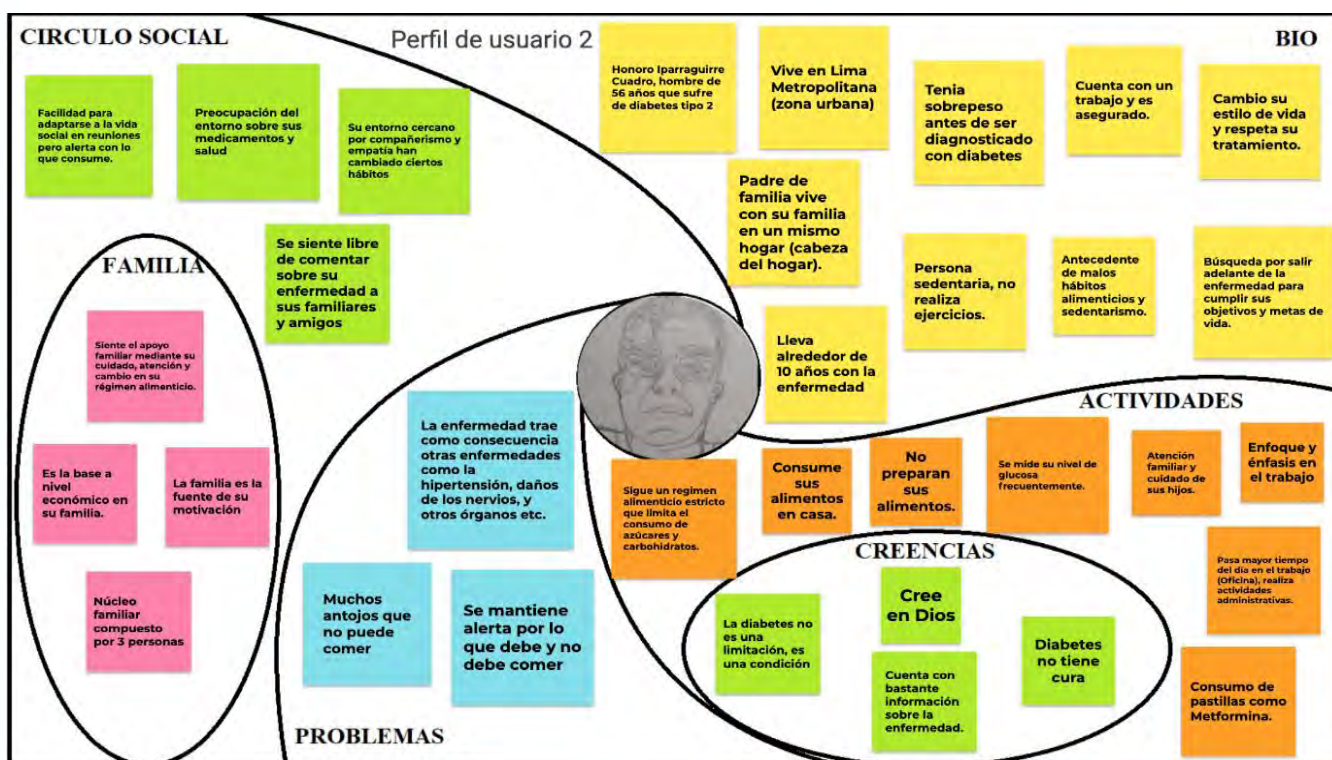 CIRCULO SOCIAL
Perfil de usuario 2
BIO
Facilidad para
adaptarse a la vida
social en reuniones
pero alerta con lo
que consume.
Preocupación del
entorno sobre sus
medicamentos y
salud
Su entorno cercano
por compañerismo y
empatía han
cambiado ciertos
hábitos
Se siente libre
de comentar
sobre su
enfermedad a
sus familiares
y amigos
Honoro Iparraguirre
Cuadro, hombre de
56 años que sufre
de diabetes tipo 2
Vive en Lima
Metropolitana
(zona urbana)
Tenia
sobrepeso
antes de ser
diagnosticado
con diabetes
Cuenta con un
trabajo y es
asegurado.
Cambio su
estilo de vida
y respeta su
tratamiento.
Padre de
familia vive
con su familia
en un mismo
hogar (cabeza
del hogar).
Persona
sedentaria, no
realiza
ejercicios.
Antecedente
de malos
hábitos
alimenticios y
sedentarismo.
Búsqueda por salir
adelante de la
enfermedad para
cumplir sus
objetivos y metas
de vida.
Lleva
alrededor de
10 años con la
enfermedad
FAMILIA
Siente el apoyo
familiar mediante su
cuidado, atención y
cambio en su
régimen alimenticio.
Es la base a
nivel
económico en
su familia.
La familia es la
fuente de su
motivación
Núcleo
familiar
compuesto
por 3 personas
La enfermedad trae
como consecuencia
otras enfermedades
como la
hipertensión, daños
de los nervios, y
otros órganos etc.
Muchos
antojos que
no puede
comer
Se mantiene
alerta por lo
que debe y no
debe comer
PROBLEMAS
ACTIVIDADES
Sigue un regimen
alimenticio estricto
que limita el
consumo de
azúcares y
carbohidratos.
Consume
sus
alimentos
en casa.
No
preparan
sus
alimentos.
Se mide su nivel de
glucosa
frecuentemente.
Atención
familiar y
cuidado de
sus hijos.
Enfoque y
énfasis en
el trabajo
Pasa mayor tiempo
del día en el trabajo
(Oficina), realiza
actividades
administrativas.
Consumo de
pastillas como
Metformina.
CREENCIAS
La diabetes no
es una
limitación, es
una condición
Cree
en Dios
Cuenta con
bastante
información
sobre la
enfermedad.
Diabetes
no tiene
cura